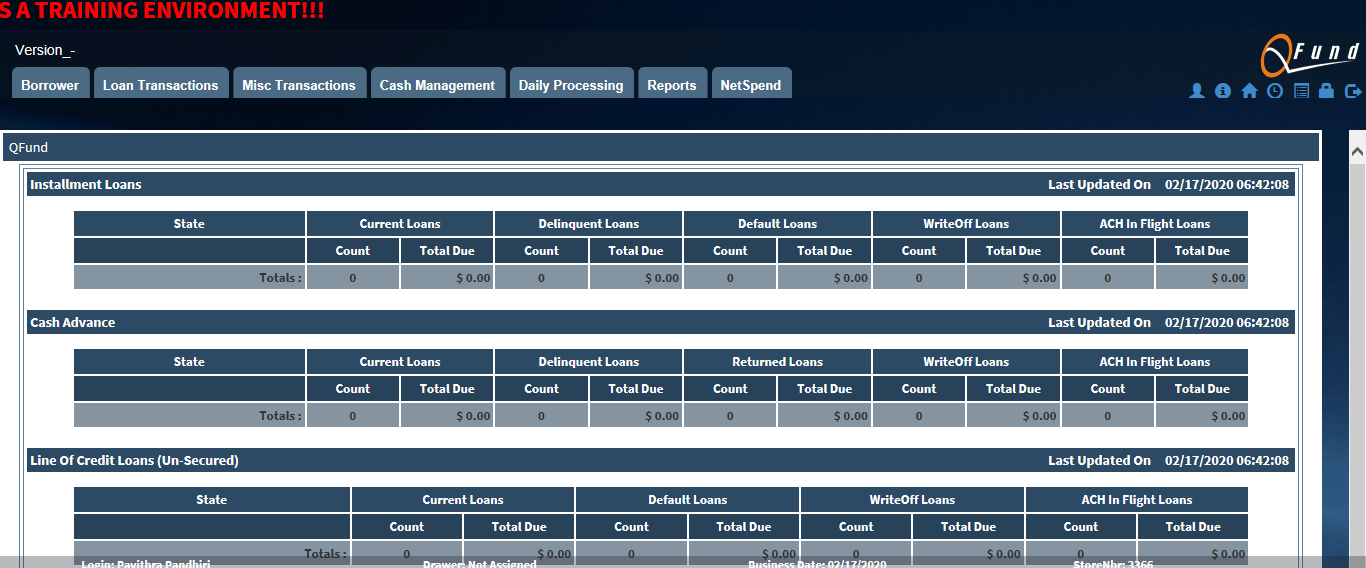 S A TRAINING ENVIRONMENT!!!
Version_-
QFund
Borrower Loan Transactions Misc Transactions Cash Management Daily Processing Reports NetSpend
QFund
Installment Loans Last Updated On 02/17/2020 06:42:08
State Current Loans Delinquent Loans Default Loans WriteOff Loans ACH In Flight Loans
Count Total Due Count Total Due Count Total Due Count Total Due Count Total Due
Totals : 0 $ 0.00 0 $ 0.00 0 $ 0.00 0 $ 0.00 0 $ 0.00
Cash Advance Last Updated On 02/17/2020 06:42:08
State Current Loans Delinquent Loans Returned Loans WriteOff Loans ACH In Flight Loans
Count Total Due Count Total Due Count Total Due Count Total Due Count Total Due
Totals : 0 $ 0.00 0 $ 0.00 0 $ 0.00 0 $ 0.00 0 $ 0.00
Line Of Credit Loans (Un-Secured) Last Updated On 02/17/2020 06:42:08
State Current Loans Default Loans WriteOff Loans ACH In Flight Loans
Count Total Due Count Total Due Count Total Due Count Total Due
Totals : 0 $ 0.00 0 $ 0.00 0 $ 0.00 0 $ 0.00
Login: Pavithra Pandhiri Drawer: Not Assigned Business Date: 02/17/2020 StoreNbr: 3366